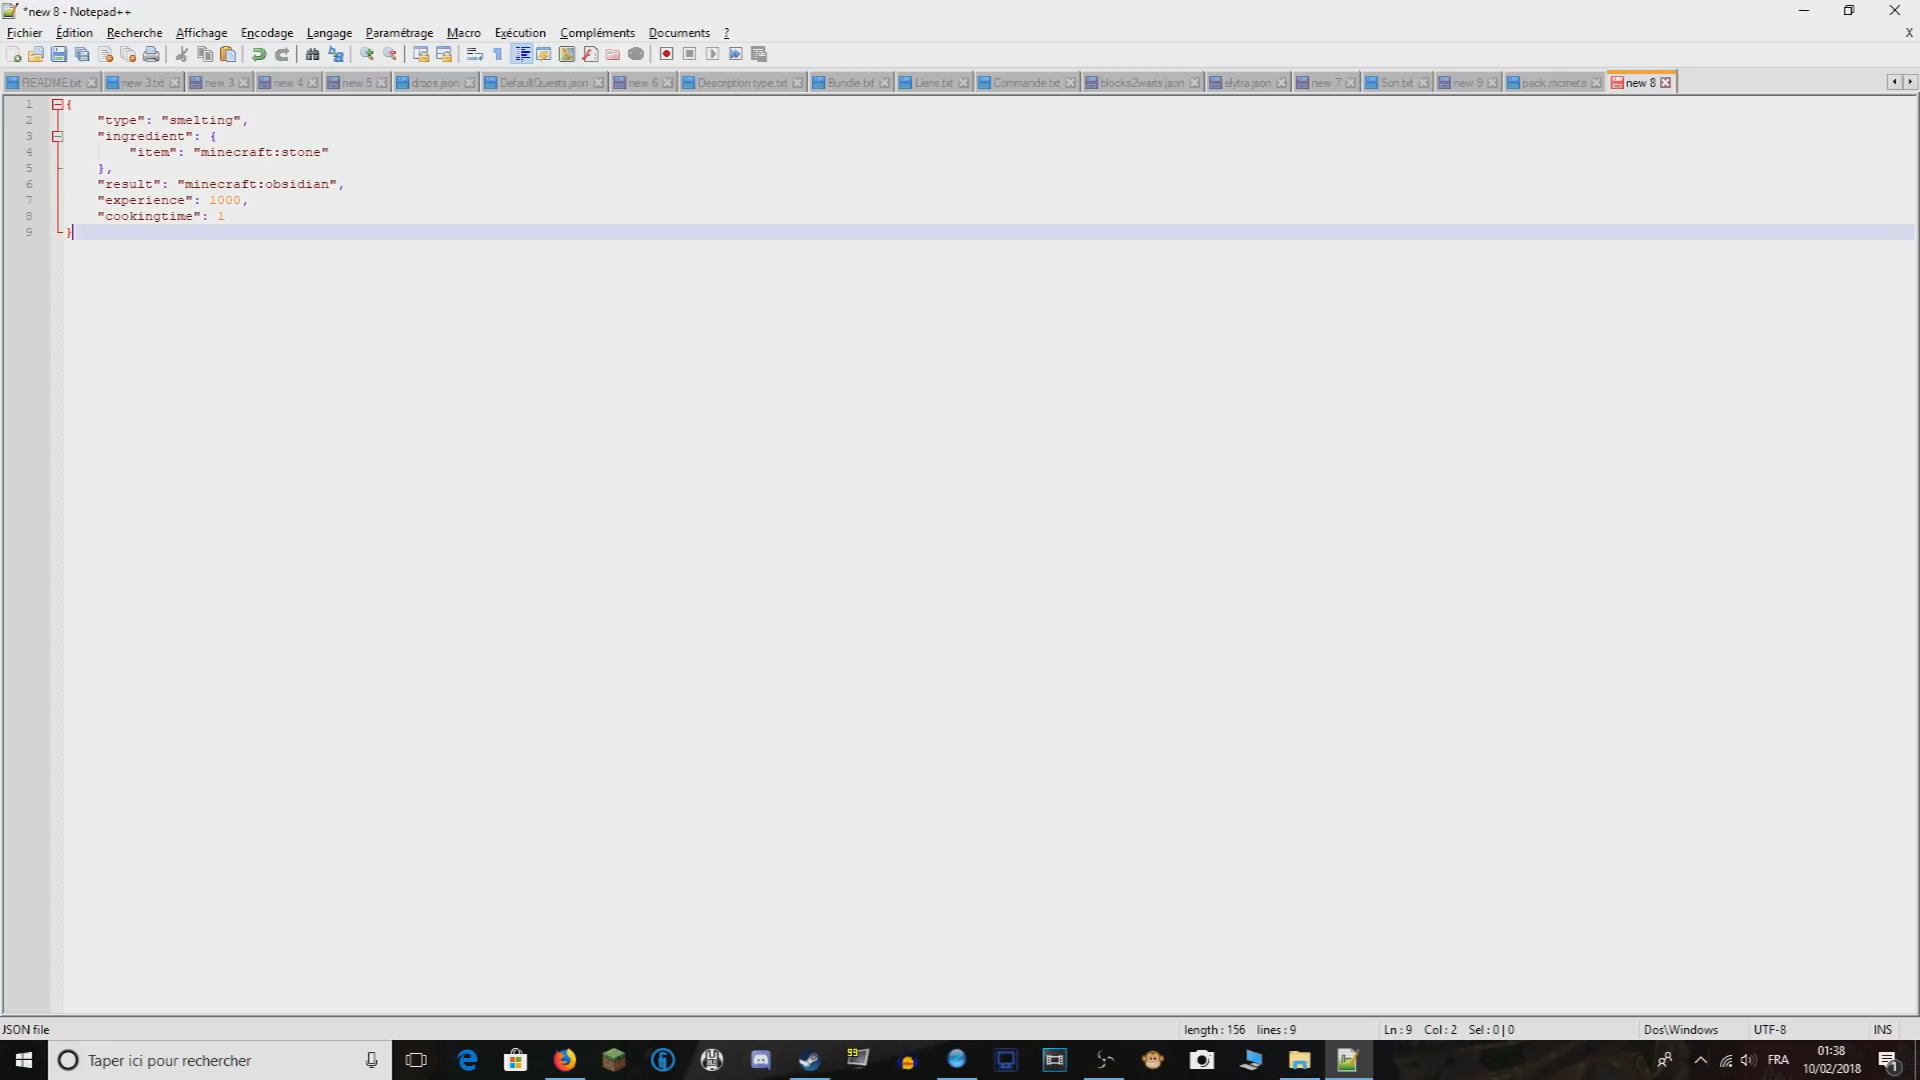 *new 8 - Notepad++
Fichier Édition Recherche Affichage Encodage Langage Paramétrage Macro Exécution Compléments Documents ? X
README.txt new 3.txt new 3 new 4 new 5 drops.json DefaultQuests.json new 6 Description type.txt Bundle.txt Liens.txt Commande.txt blocks2warts.json elytra.json new 7 Son.txt new 9 pack.mcmeta new 8
1 {
2 "type": "smelting",
3 "ingredient": {
4 "item": "minecraft:stone"
5 },
6 "result": "minecraft:obsidian",
7 "experience": 1000,
8 "cookingtime": 1
9 }
JSON file length : 156 lines : 9 Ln : 9 Col : 2 Sel : 0 | 0 Dos\Windows UTF-8 INS
Taper ici pour rechercher 99 FRA 01:38
10/02/2018 1